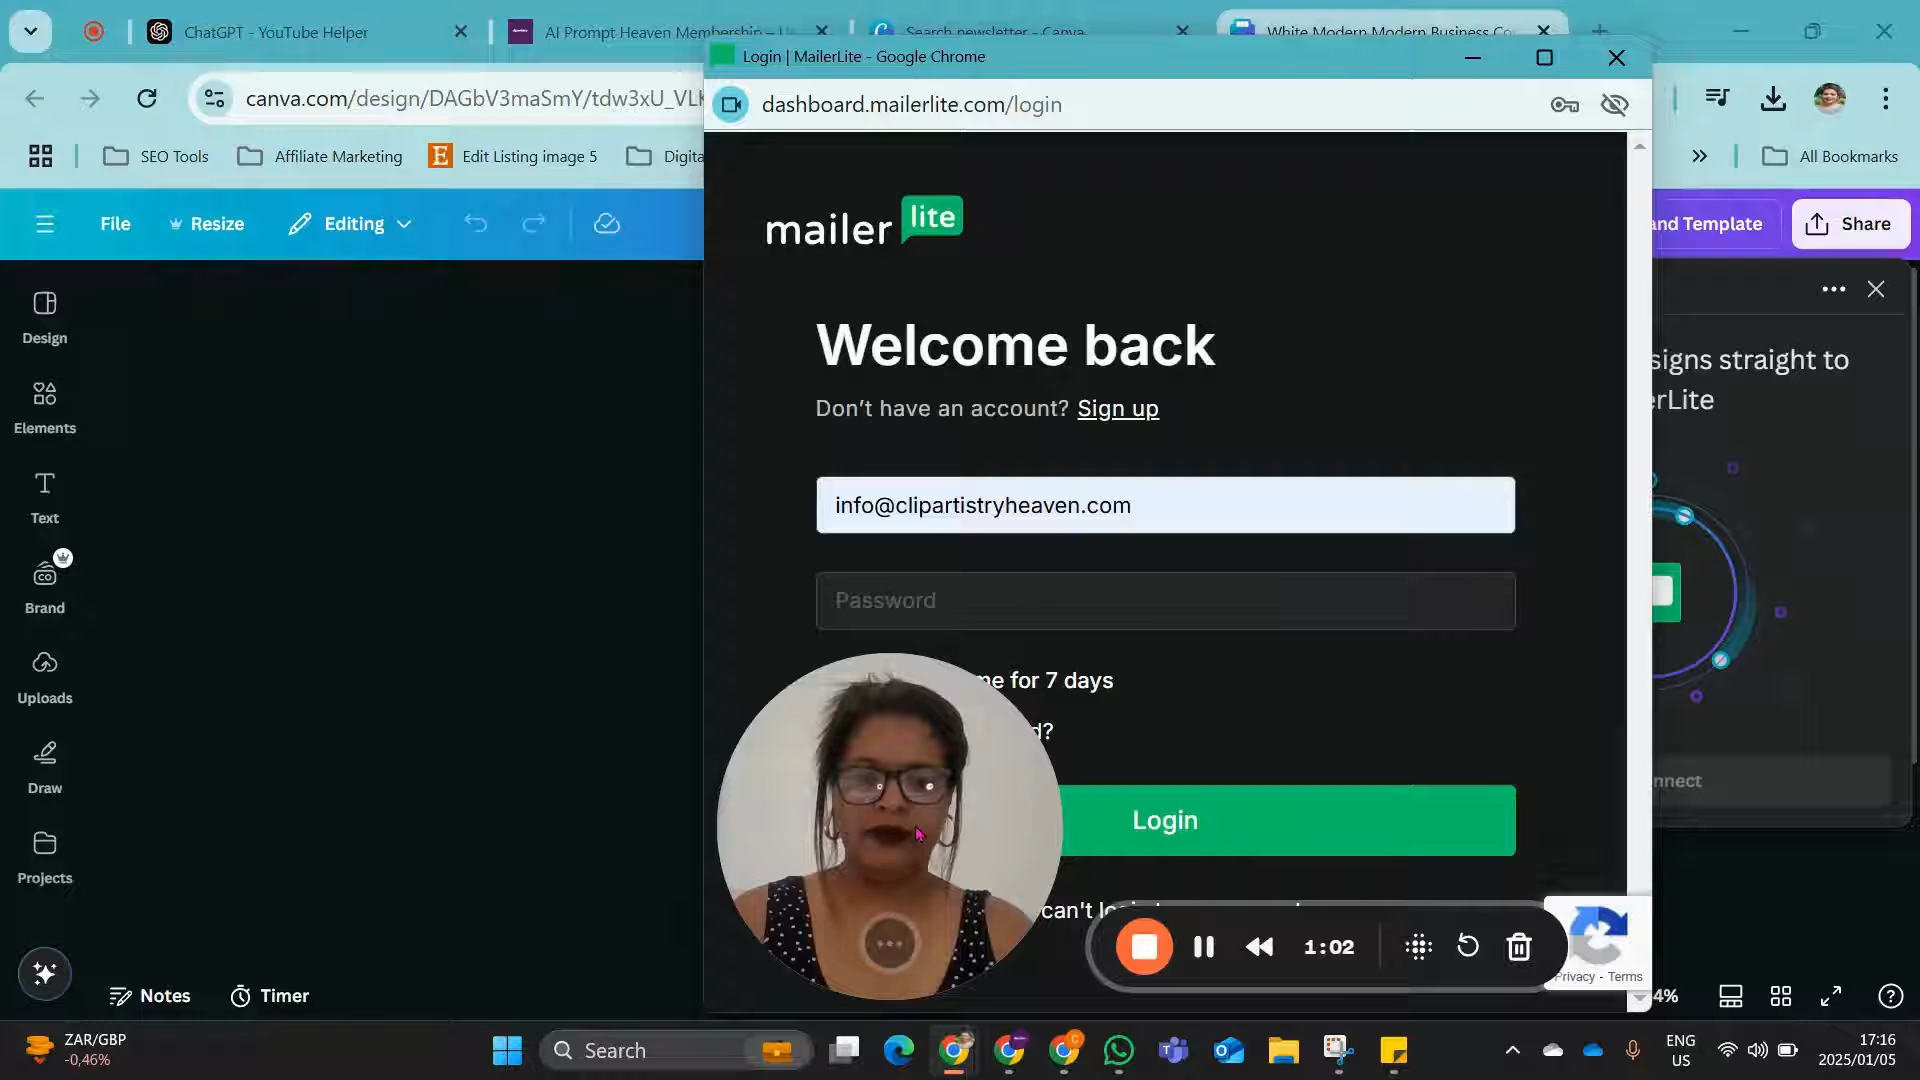 ChatGPT - YouTube Helper
AI Prompt Heaven Membership
Search newsletter - Canva
White Modern Modern Business Co
Login | MailerLite - Google Chrome
canva.com/design/DAGbV3maSmY/tdw3xU_VLK
dashboard.mailerlite.com/login
SEO Tools
Affiliate Marketing
Edit Listing image 5
Digita
All Bookmarks
File
Resize
Editing
and Template
Share
mailer lite
Welcome back
Don’t have an account? Sign up
info@clipartistryheaven.com
Password
me for 7 days
d?
Login
can't
signs straight to
erLite
nnect
Design
Elements
Text
Brand
Uploads
Draw
Projects
1:02
Privacy - Terms
Notes
Timer
4%
ZAR/GBP
-0,46%
Search
ENG
US
17:16
2025/01/05